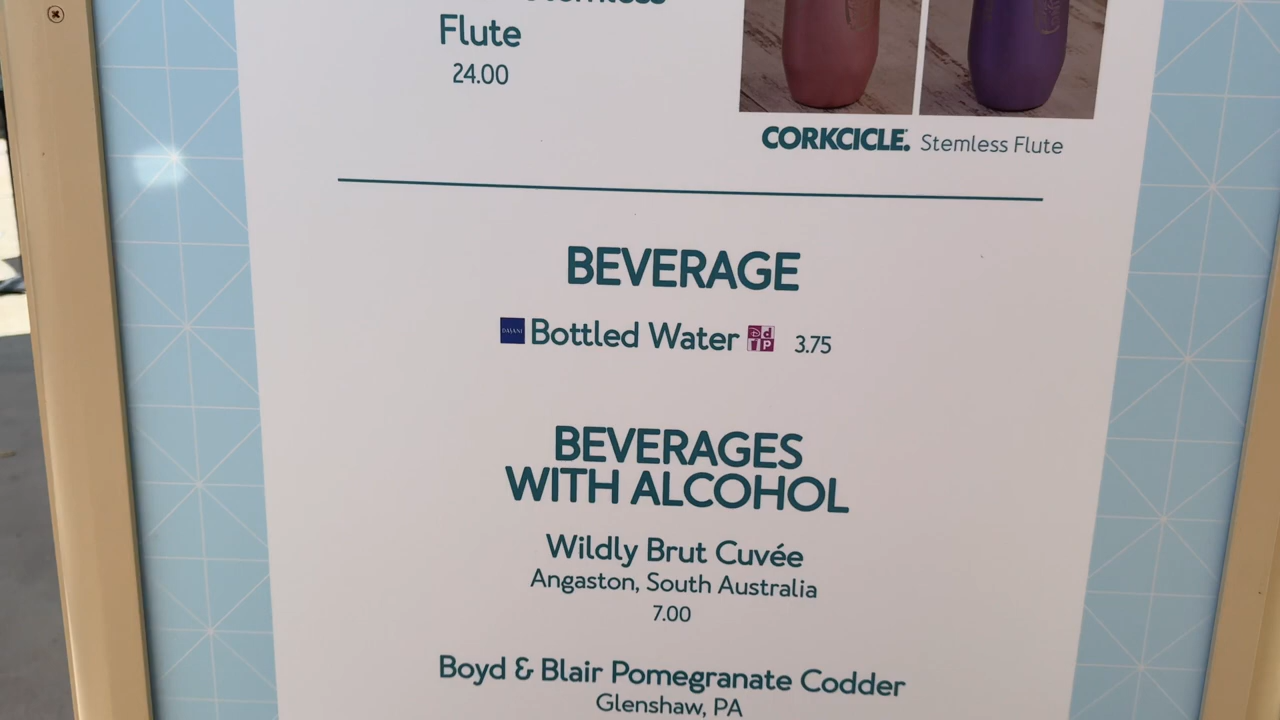 Flute
24.00
CORKCICLE. Stemless Flute
BEVERAGE
DASANI Bottled Water 3.75
BEVERAGES
WITH ALCOHOL
Wildly Brut Cuvée
Angaston, South Australia
7.00
Boyd & Blair Pomegranate Codder
Glenshaw, PA